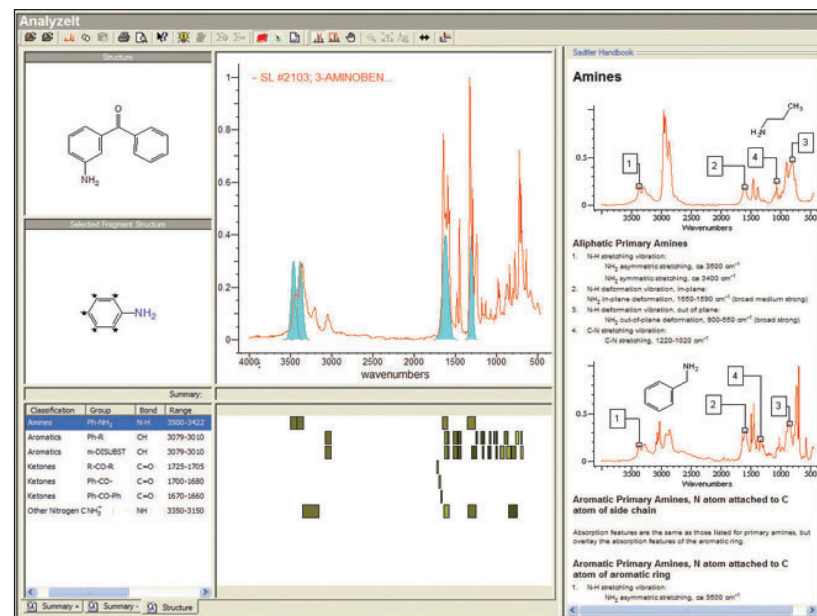 AnalyzeIt
Structure
O
NH₂
Selected Fragment Structure
NH₂
~ SL #2103; 3-AMINOBEN...
1
0.8
0.6
0.4
0.2
0
4000 3500 3000 2500 2000 1500 1000 500
wavenumbers
Summary:
Classification Group Bond Range
Amines Ph-NH₂ N-H 3500-3422
Aromatics Ph-R CH 3079-3010
Aromatics m-DISUBST CH 3079-3010
Ketones R-CO-R C=O 1725-1705
Ketones Ph-CO- C=O 1700-1680
Ketones Ph-CO-Ph C=O 1670-1660
Other Nitrogen C NH 3350-3150
Summary + Summary - Structure
Sadtler Handbook
Amines
CH₃
H₂N
1 2 4 3
0.5
0
4000 3500 3000 2500 2000 1500 1000 500
Wavenumbers
Aliphatic Primary Amines
1. N-H stretching vibration:
NH₂ asymmetric stretching, ca 3500 cm⁻¹
NH₂ symmetric stretching, ca 3400 cm⁻¹
2. N-H deformation vibration, in-plane:
NH₂ in-plane deformation, 1650-1590 cm⁻¹ (broad medium strong)
3. N-H deformation vibration, out of plane:
NH₂ out-of-plane deformation, 900-650 cm⁻¹ (broad strong)
4. C-N stretching vibration:
C-N stretching, 1220-1020 cm⁻¹
NH₂
1 2 4 3
0.5
0
4000 3500 3000 2500 2000 1500 1000 500
Wavenumbers
Aromatic Primary Amines, N atom attached to C
atom of side chain
Absorption features are the same as those listed for primary amines, but
overlay the absorption features of the aromatic ring.
Aromatic Primary Amines, N atom attached to C
atom of aromatic ring
1. N-H stretching vibration:
NH₂ asymmetric stretching, ca 3500 cm⁻¹